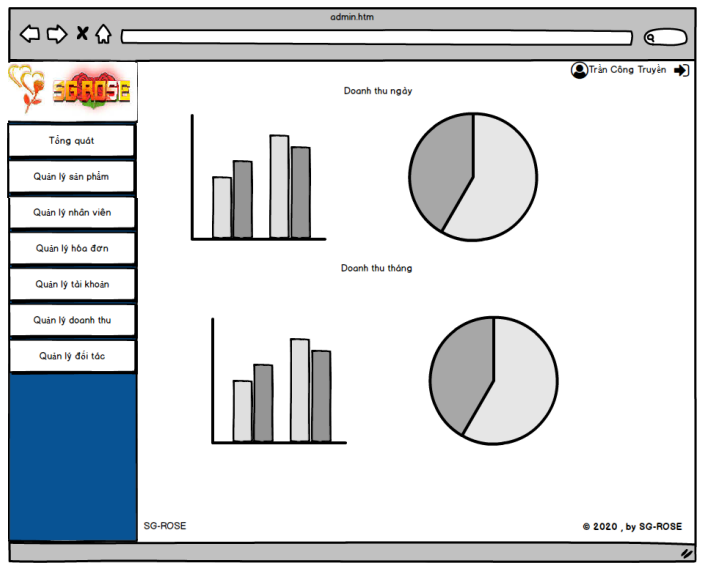 admin.htm
SG-ROSE
Trần Công Truyền
Tổng quát
Quản lý sản phẩm
Quản lý nhân viên
Quản lý hóa đơn
Quản lý tài khoản
Quản lý doanh thu
Quản lý đối tác
Doanh thu ngày
Doanh thu tháng
SG-ROSE
© 2020 , by SG-ROSE